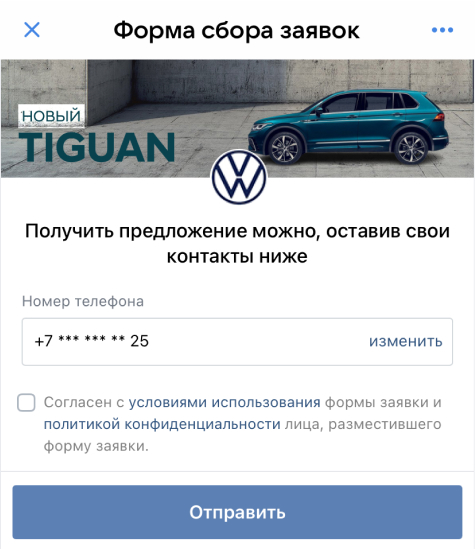 Форма сбора заявок
НОВЫЙ
TIGUAN
Получить предложение можно, оставив свои
контакты ниже
Номер телефона
+7 *** *** ** 25 изменить
Согласен с условиями использования формы заявки и
политикой конфиденциальности лица, разместившего
форму заявки.
Отправить